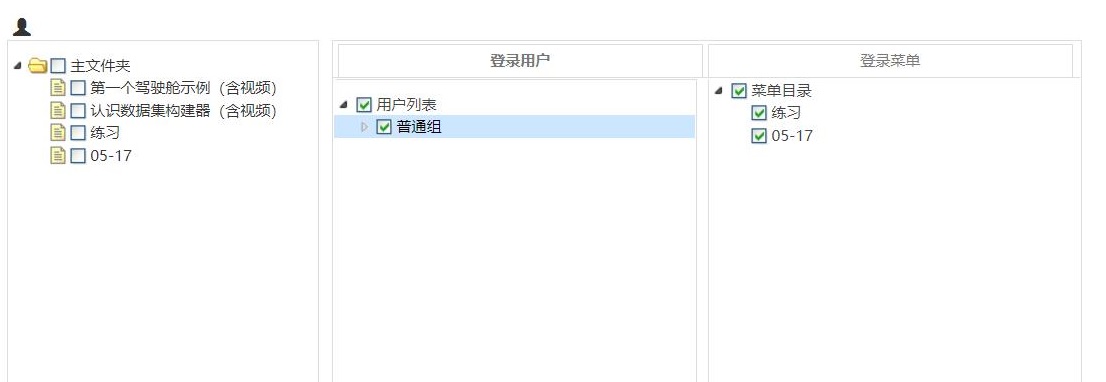 主文件夹
第一个驾驶舱示例（含视频）
认识数据集构建器（含视频）
练习
05-17
登录用户
用户列表
普通组
登录菜单
菜单目录
练习
05-17